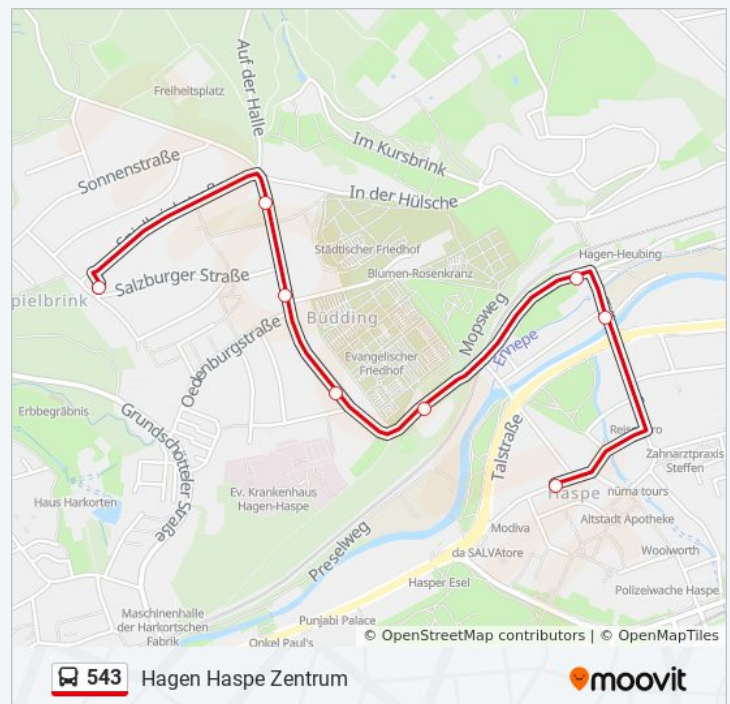 Freiheitsplatz
Auf der Halle
Im Kursbrink
Sonnenstraße
In der Hülsche
Städtischer Friedhof
Hagen-Heubing
Blumen-Rosenkranz
Salzburger Straße
pielbrink
Büdding
Mopsweg
Ennepe
Oedenburgstraße
Evangelischer
Friedhof
Erbbegräbnis
Grundschötteler Straße
Talstraße
Zahnarztpraxis
Steffen
Ev. Krankenhaus
Hagen-Haspe
Haspe
nüma tours
Haus Harkorten
Altstadt Apotheke
Modiva
Preselweg
da SALVAtore
Woolworth
Hasper Esel
Polizeiwache Haspe
Maschinenhalle
der Harkortschen
Fabrik
Punjabi Palace
Onkel Paul's
© OpenStreetMap contributors | © OpenMapTiles
543 Hagen Haspe Zentrum
moovit